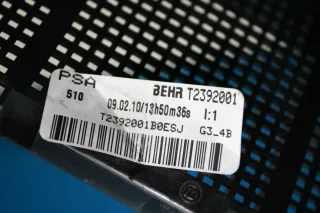 PSA BEHR T2392001
510 09.02.10/13h50m36s I:1
T2392001B0ESJ G3_4B